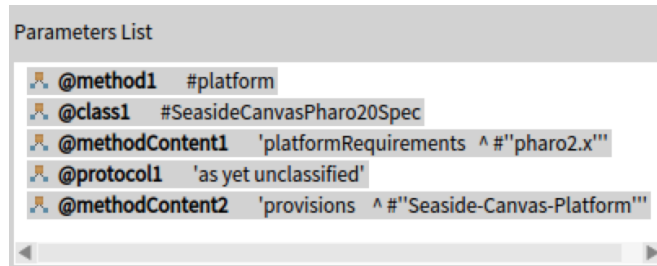 Parameters List
@method1 #platform
@class1 #SeasideCanvasPharo20Spec
@methodContent1 'platformRequirements ^ #''pharo2.x'''
@protocol1 'as yet unclassified'
@methodContent2 'provisions ^ #''Seaside-Canvas-Platform'''